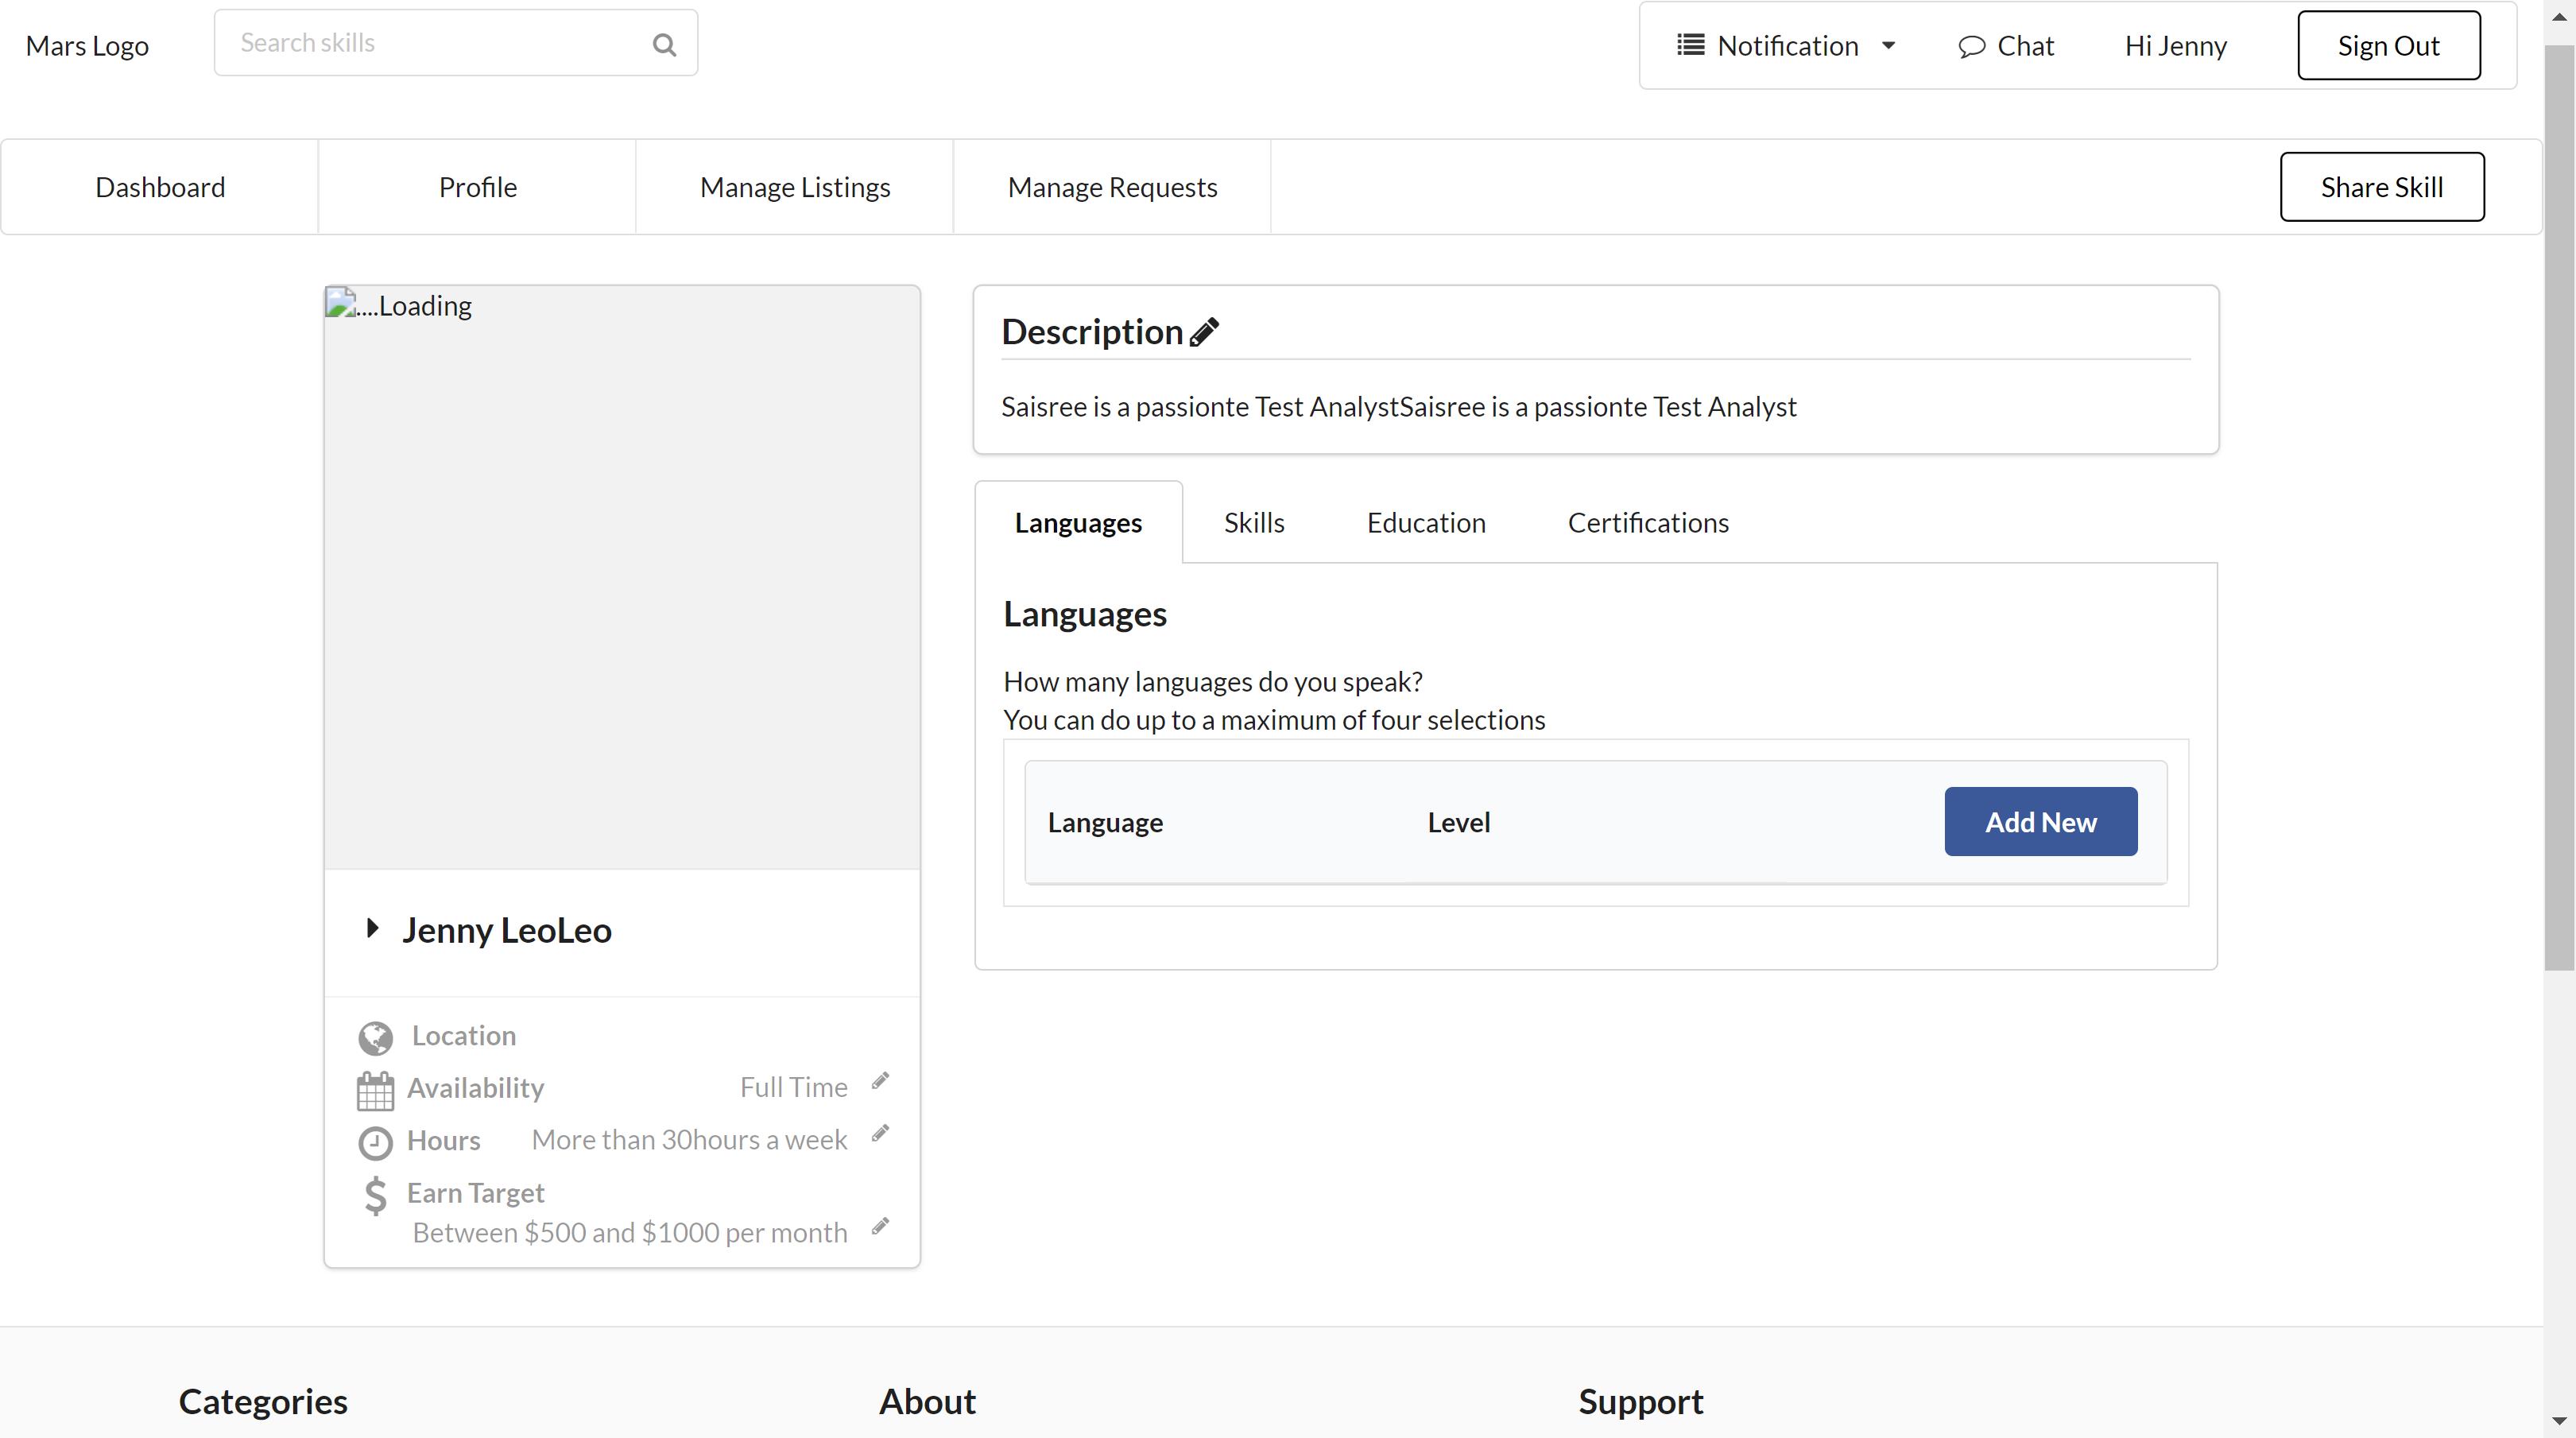 Mars Logo
Search skills
Notification
Chat
Hi Jenny
Sign Out
Dashboard
Profile
Manage Listings
Manage Requests
Share Skill
....Loading
Jenny LeoLeo
Location
Availability Full Time
Hours More than 30hours a week
Earn Target
Between $500 and $1000 per month
Description
Saisree is a passionte Test AnalystSaisree is a passionte Test Analyst
Languages
Skills
Education
Certifications
Languages
How many languages do you speak?
You can do up to a maximum of four selections
Language
Level
Add New
Categories
About
Support